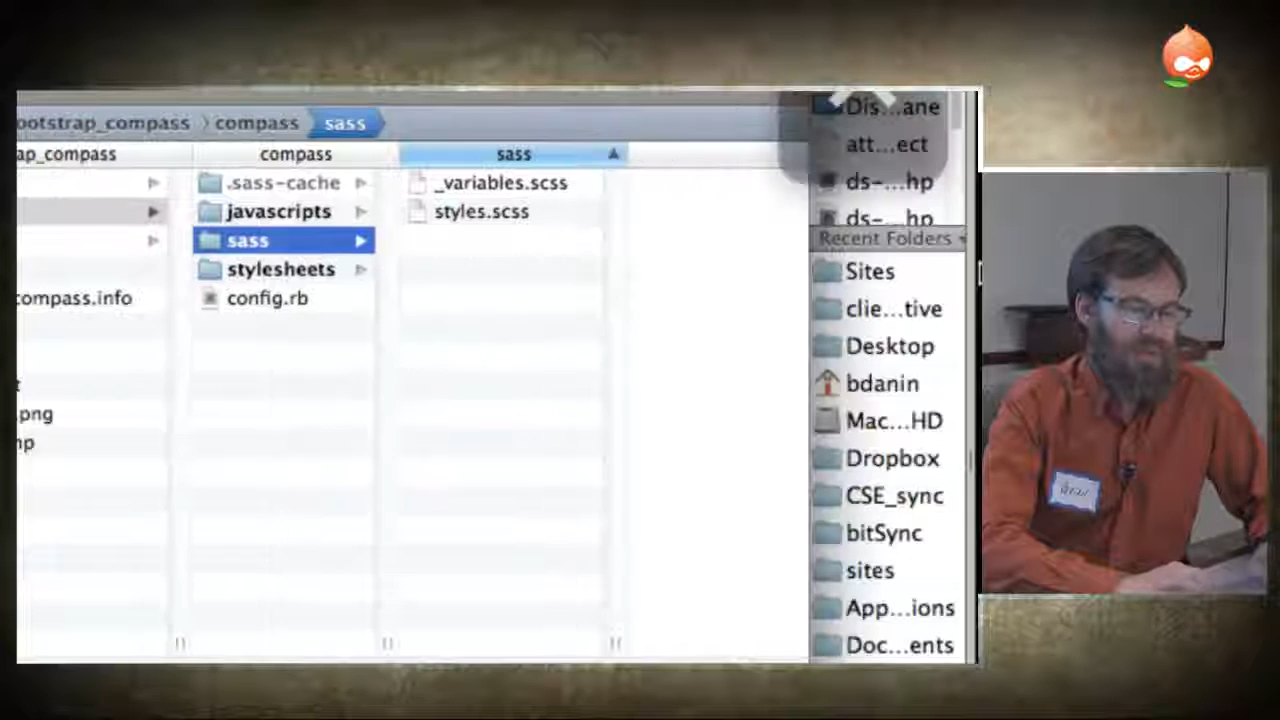 ootstrap_compass compass sass
ap_compass compass sass
.sass-cache _variables.scss
javascripts styles.scss
sass
stylesheets
compass.info config.rb
t
.png
np
Dis...ane
att...ect
ds-...hp
ds-...hp
Recent Folders
Sites
clie...tive
Desktop
bdanin
Mac...HD
Dropbox
CSE_sync
bitSync
sites
App...ions
Doc...ents